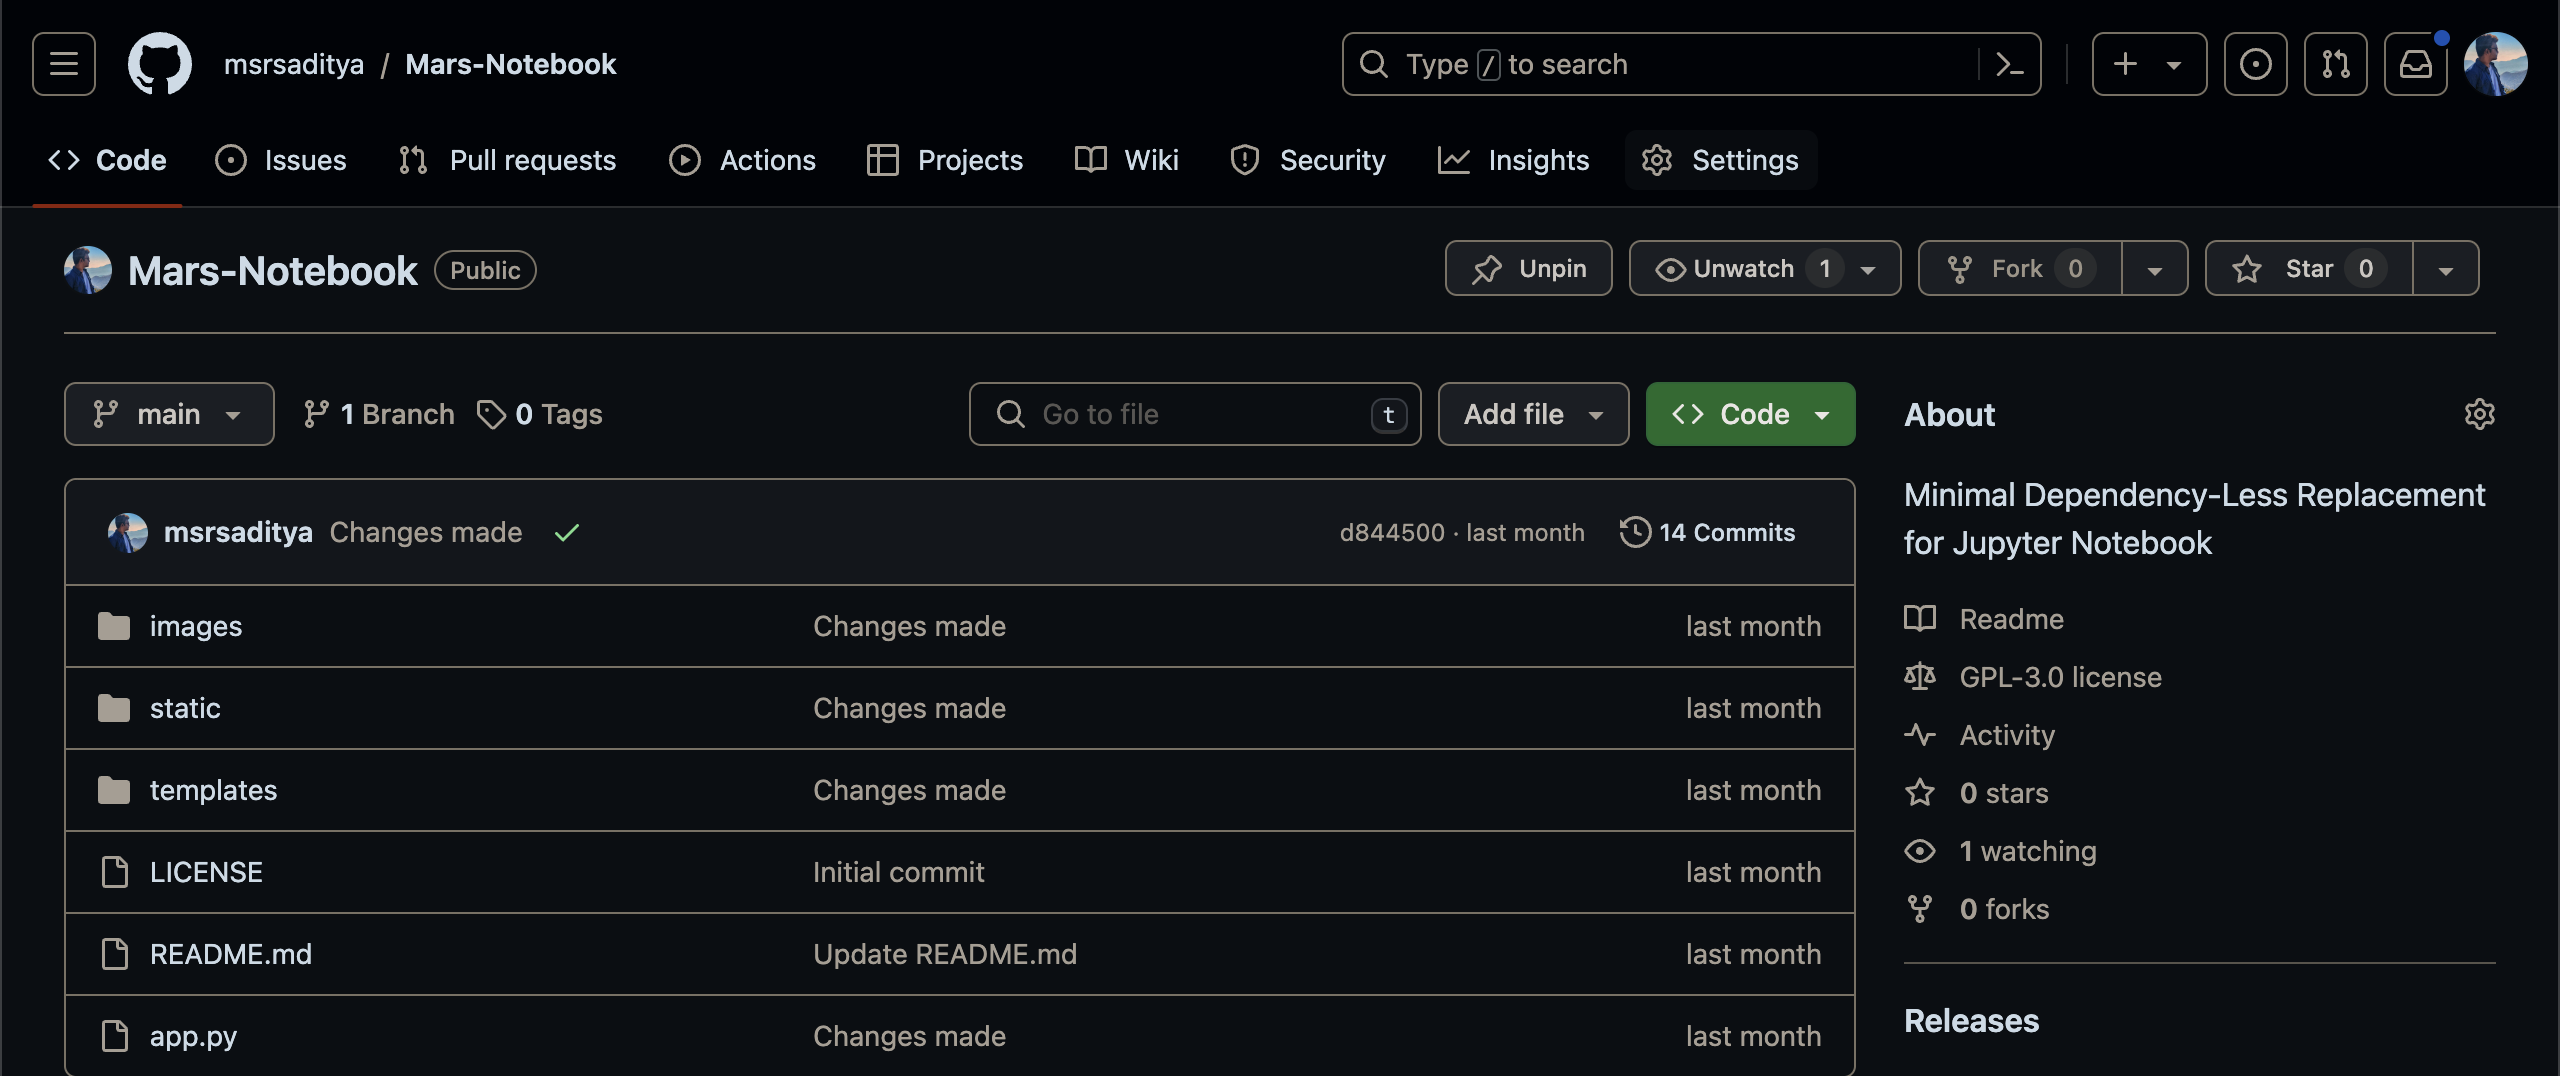 msrsaditya / Mars-Notebook
Type / to search
Code Issues Pull requests Actions Projects Wiki Security Insights Settings
Mars-Notebook Public
Unpin Unwatch 1 Fork 0 Star 0
main 1 Branch 0 Tags
Go to file t Add file Code
msrsaditya Changes made d844500 · last month 14 Commits
images Changes made last month
static Changes made last month
templates Changes made last month
LICENSE Initial commit last month
README.md Update README.md last month
app.py Changes made last month
About
Minimal Dependency-Less Replacement
for Jupyter Notebook
Readme
GPL-3.0 license
Activity
0 stars
1 watching
0 forks
Releases